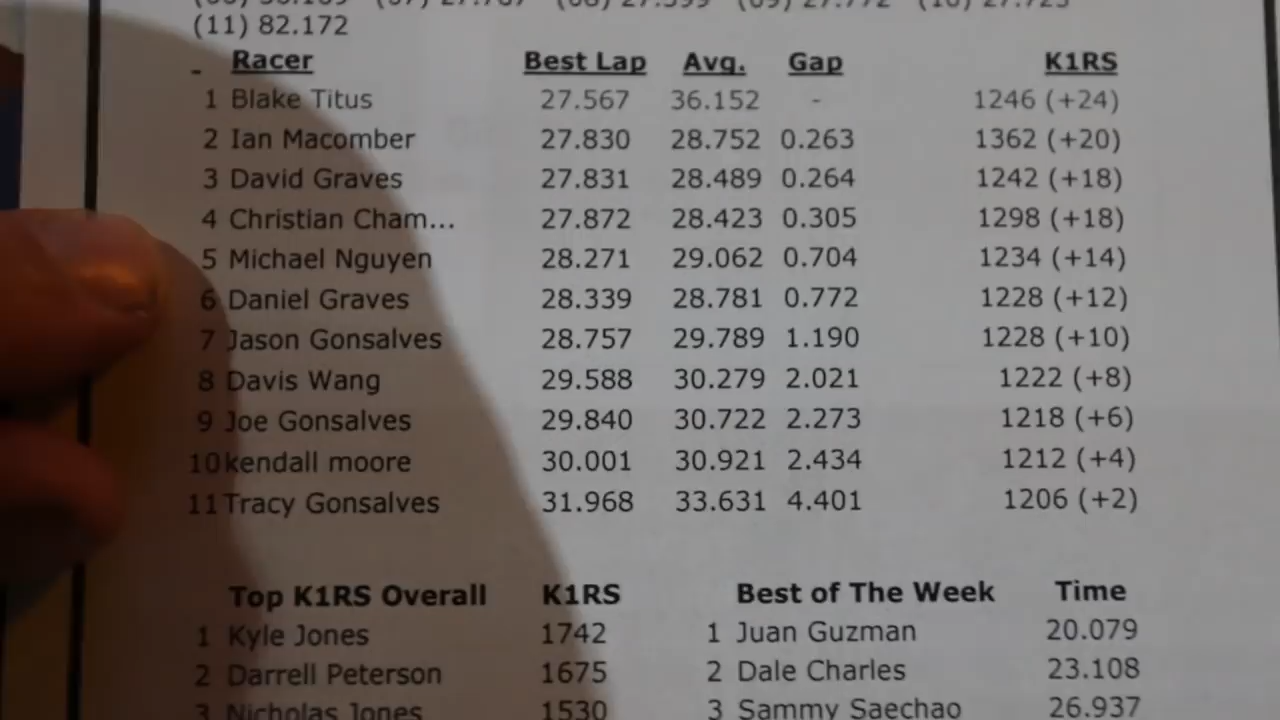 (11) 82.172
Racer Best Lap Avg. Gap K1RS
1 Blake Titus 27.567 36.152 - 1246 (+24)
2 Ian Macomber 27.830 28.752 0.263 1362 (+20)
3 David Graves 27.831 28.489 0.264 1242 (+18)
4 Christian Cham... 27.872 28.423 0.305 1298 (+18)
5 Michael Nguyen 28.271 29.062 0.704 1234 (+14)
6 Daniel Graves 28.339 28.781 0.772 1228 (+12)
7 Jason Gonsalves 28.757 29.789 1.190 1228 (+10)
8 Davis Wang 29.588 30.279 2.021 1222 (+8)
9 Joe Gonsalves 29.840 30.722 2.273 1218 (+6)
10 kendall moore 30.001 30.921 2.434 1212 (+4)
11 Tracy Gonsalves 31.968 33.631 4.401 1206 (+2)
Top K1RS Overall K1RS Best of The Week Time
1 Kyle Jones 1742 1 Juan Guzman 20.079
2 Darrell Peterson 1675 2 Dale Charles 23.108
3 Nicholas Jones 1530 3 Sammy Saechao 26.937